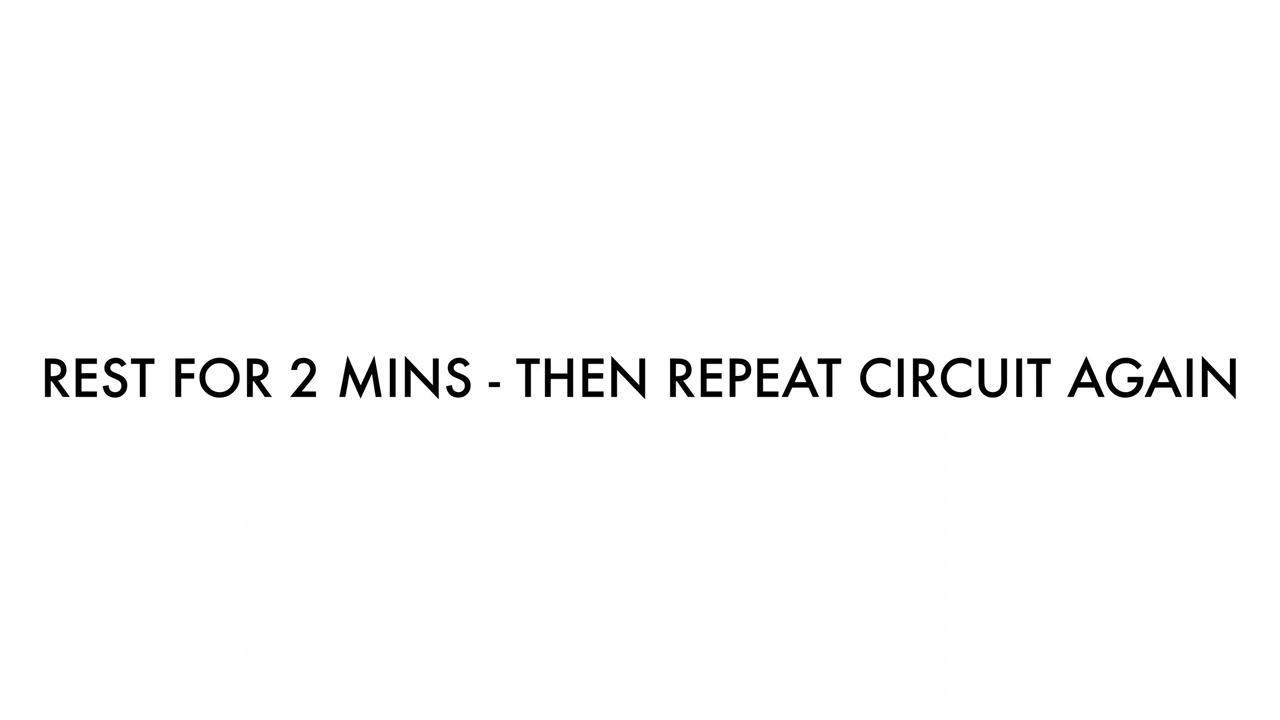 REST FOR 2 MINS - THEN REPEAT CIRCUIT AGAIN